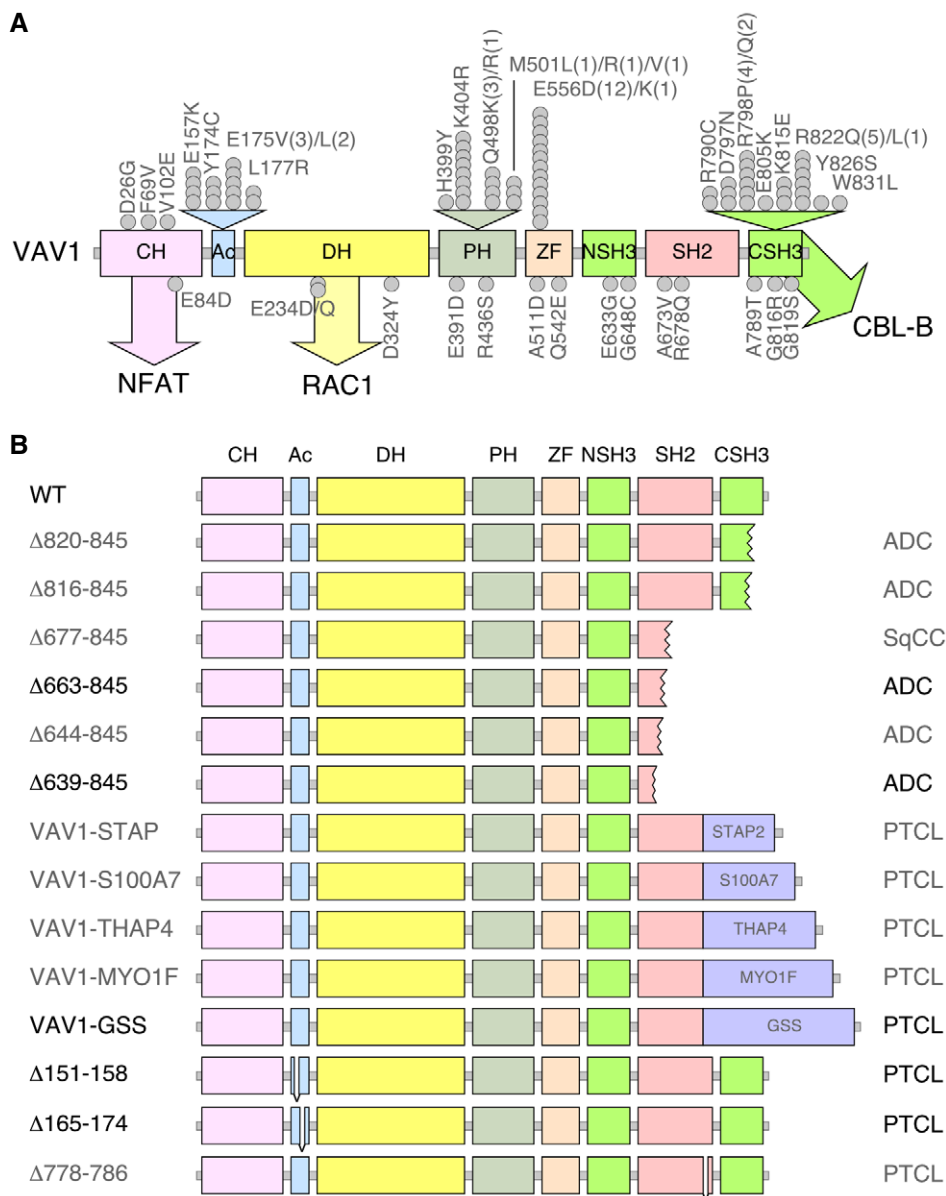 A
D26G
F69V
V102E
E157K
Y174C
E175V(3)/L(2)
L177R
H399Y
K404R
Q498K(3)/R(1)
M501L(1)/R(1)/V(1)
E556D(12)/K(1)
R790C
D797N
R798P(4)/Q(2)
E805K
K815E
R822Q(5)/L(1)
Y826S
W831L
VAV1 CH Ac DH PH ZF NSH3 SH2 CSH3
E84D
E234D/Q
D324Y
E391D
R436S
A511D
Q542E
E633G
G648C
A673V
R678Q
A789T
G816R
G819S
CBL-B
NFAT
RAC1
B
CH Ac DH PH ZF NSH3 SH2 CSH3
WT
Δ820-845 ADC
Δ816-845 ADC
Δ677-845 SqCC
Δ663-845 ADC
Δ644-845 ADC
Δ639-845 ADC
VAV1-STAP STAP2 PTCL
VAV1-S100A7 S100A7 PTCL
VAV1-THAP4 THAP4 PTCL
VAV1-MYO1F MYO1F PTCL
VAV1-GSS GSS PTCL
Δ151-158 PTCL
Δ165-174 PTCL
Δ778-786 PTCL